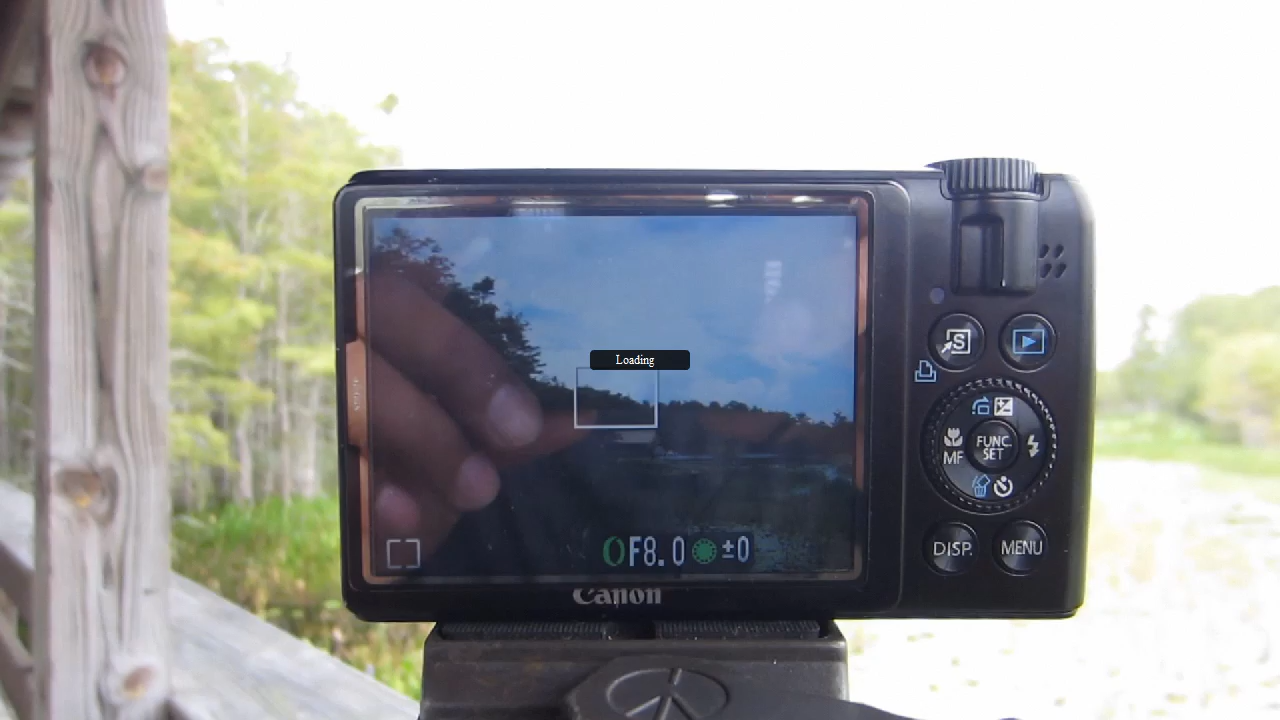 Loading
S
MF
FUNC.
SET
F8.0 ±0
DISP.
MENU
Canon